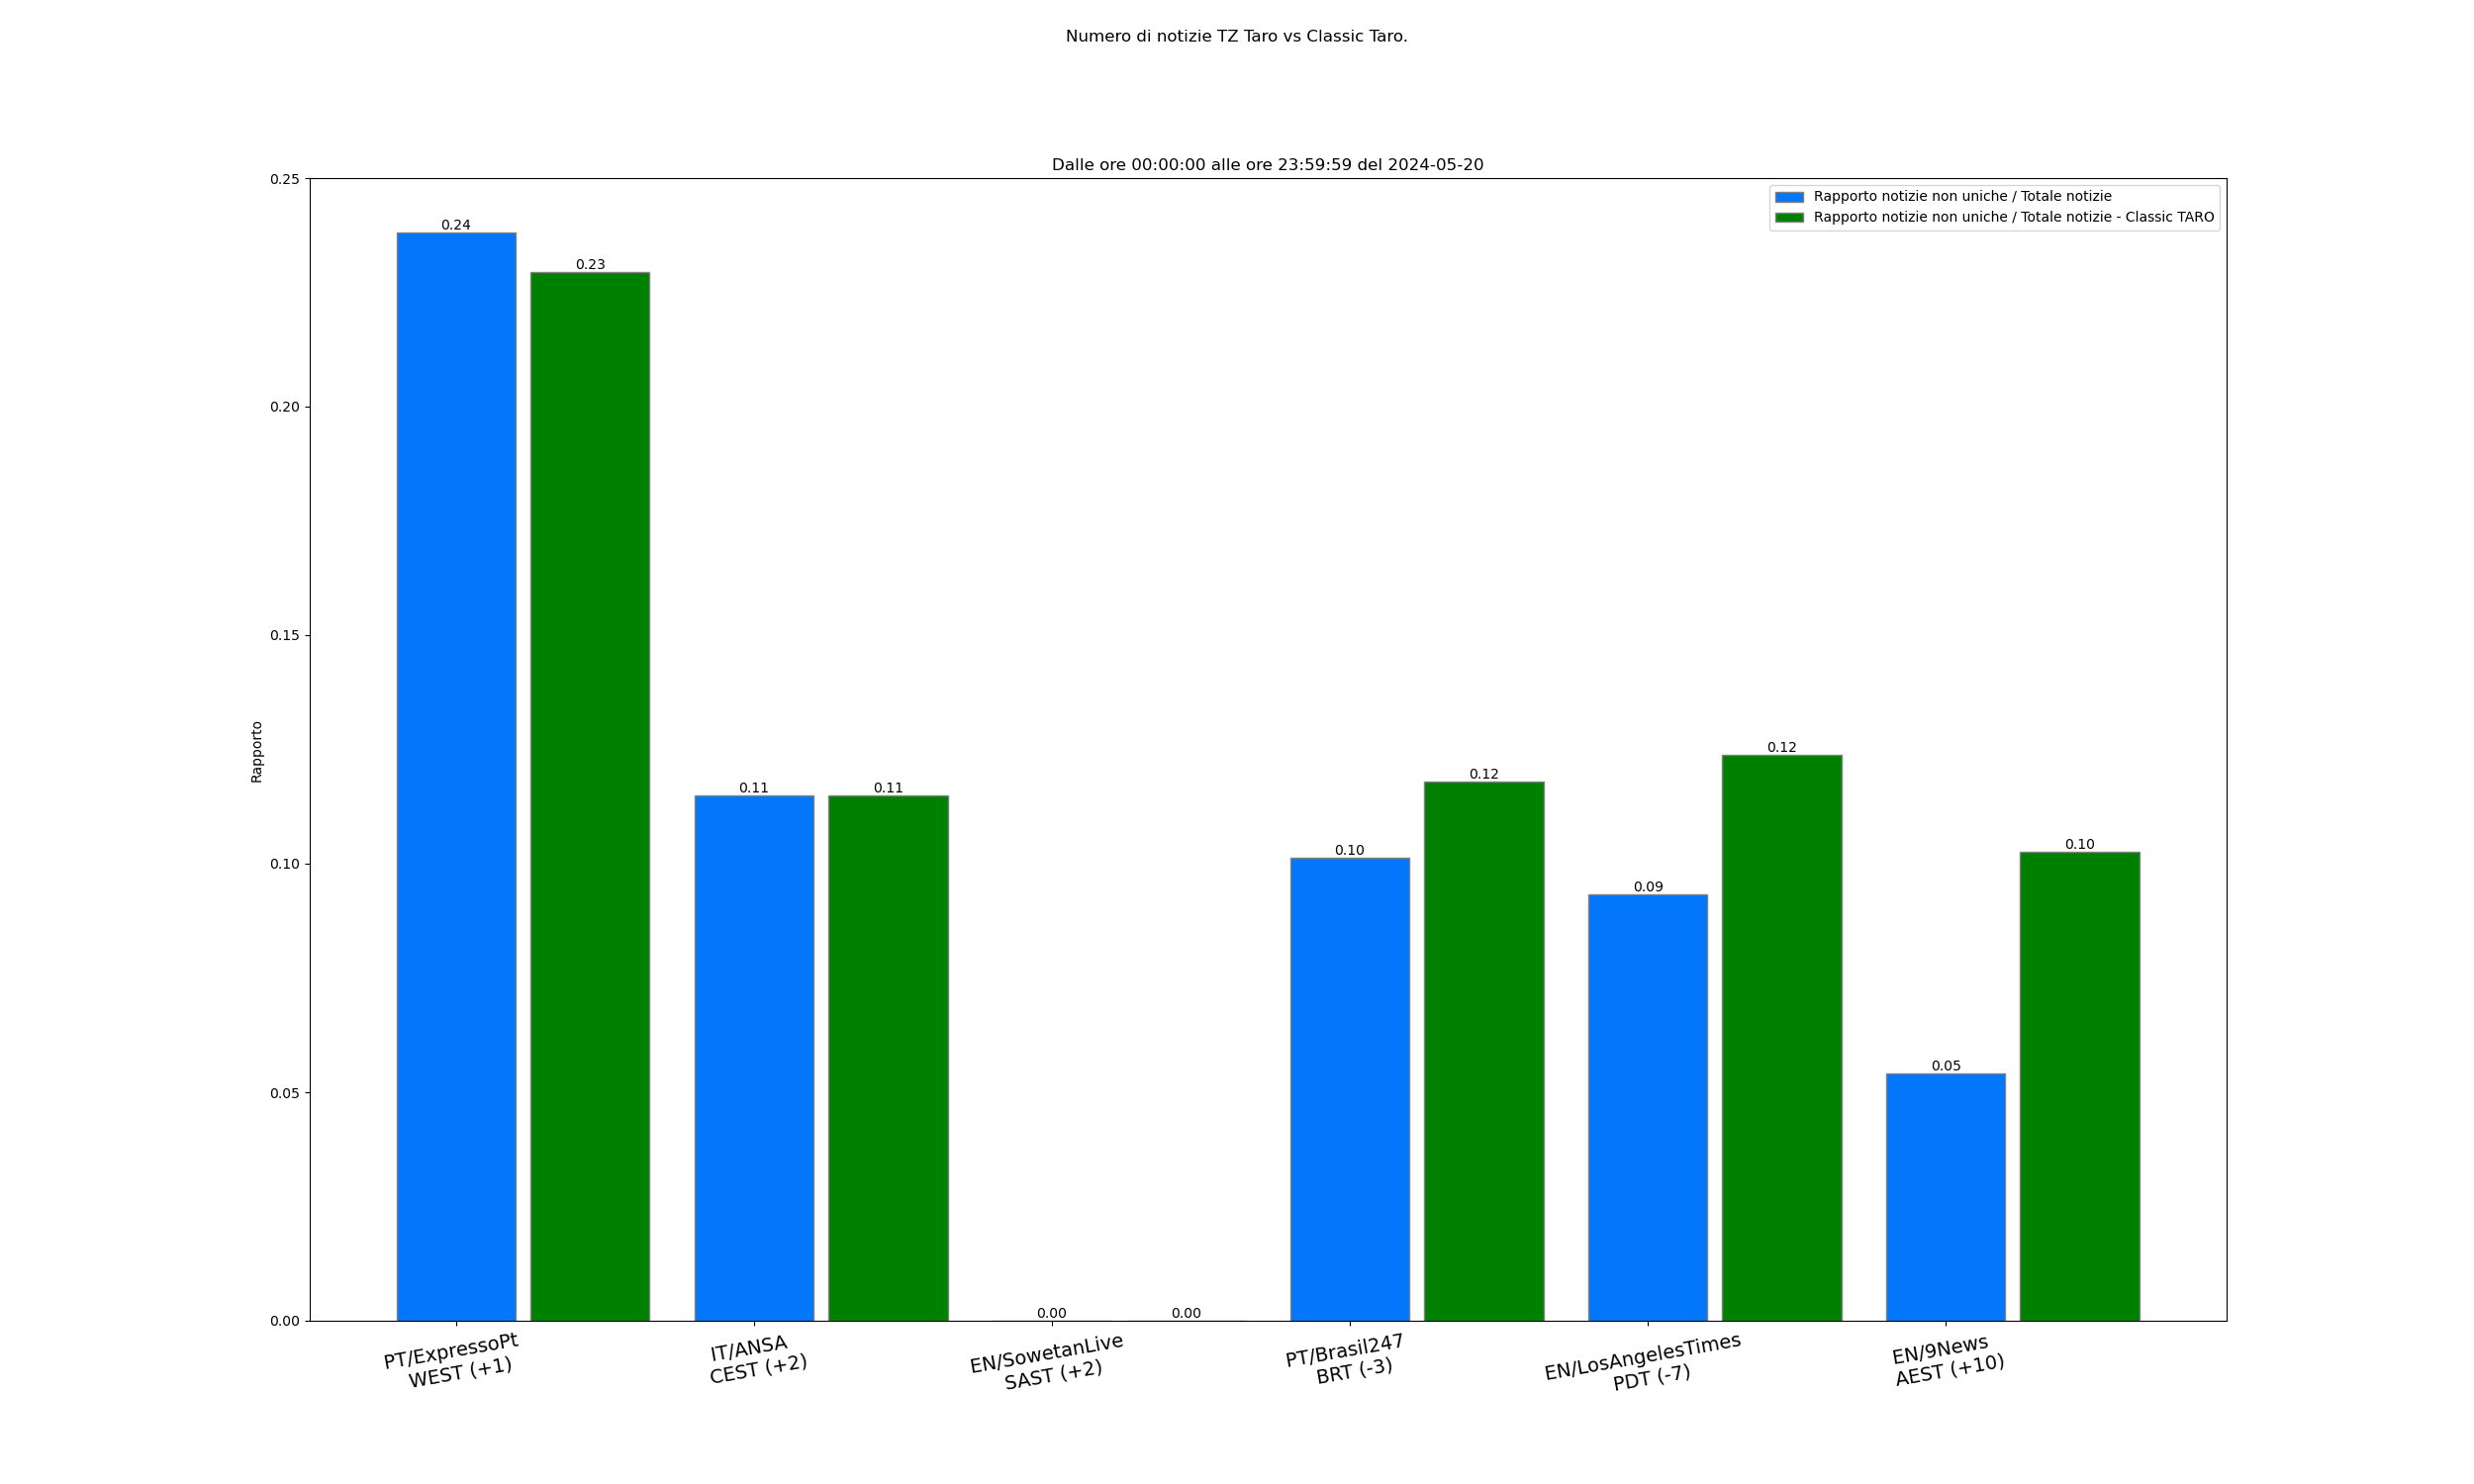 Numero di notizie TZ Taro vs Classic Taro.
Dalle ore 00:00:00 alle ore 23:59:59 del 2024-05-20
Rapporto notizie non uniche / Totale notizie
Rapporto notizie non uniche / Totale notizie - Classic TARO
Rapporto
0.25
0.20
0.15
0.10
0.05
0.00
0.24
0.23
0.11
0.11
0.00
0.00
0.10
0.12
0.09
0.12
0.05
0.10
PT/ExpressoPt
WEST (+1)
IT/ANSA
CEST (+2)
EN/SowetanLive
SAST (+2)
PT/Brasil247
BRT (-3)
EN/LosAngelesTimes
PDT (-7)
EN/9News
AEST (+10)